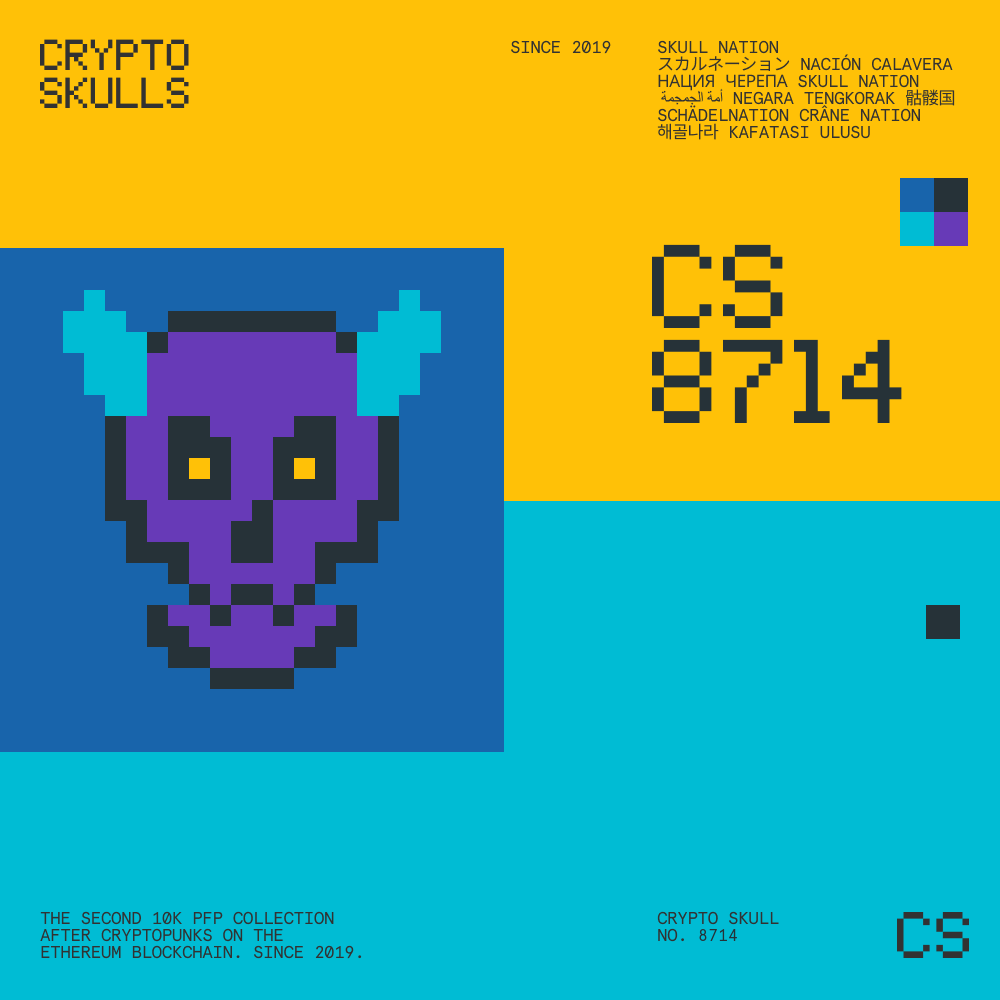 CRYPTO
SKULLS
SINCE 2019
SKULL NATION
スカルネーション NACIÓN CALAVERA
НАЦИЯ ЧЕРЕПА SKULL NATION
أمة الجمجمة NEGARA TENGKORAK 骷髅国
SCHÄDELNATION CRÂNE NATION
해골나라 KAFATASI ULUSU
CS
8714
THE SECOND 10K PFP COLLECTION
AFTER CRYPTOPUNKS ON THE
ETHEREUM BLOCKCHAIN. SINCE 2019.
CRYPTO SKULL
NO. 8714
CS